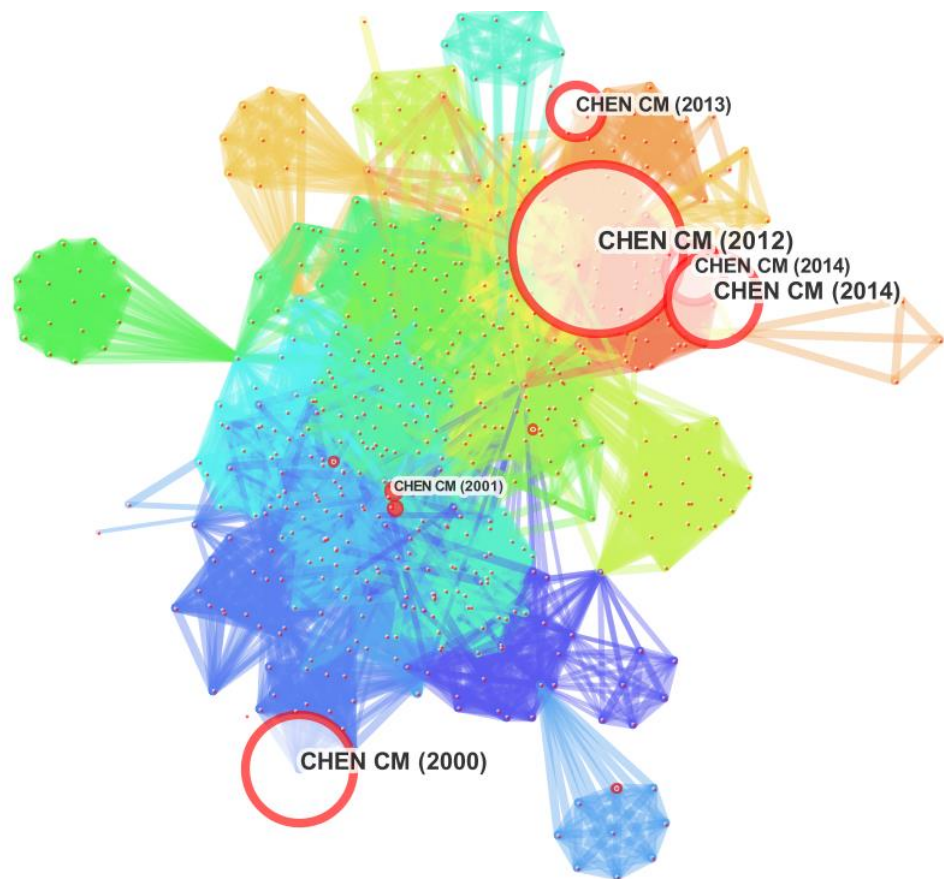 CHEN CM (2013)
CHEN CM (2012)
CHEN CM (2014)
CHEN CM (2014)
CHEN CM (2001)
CHEN CM (2000)